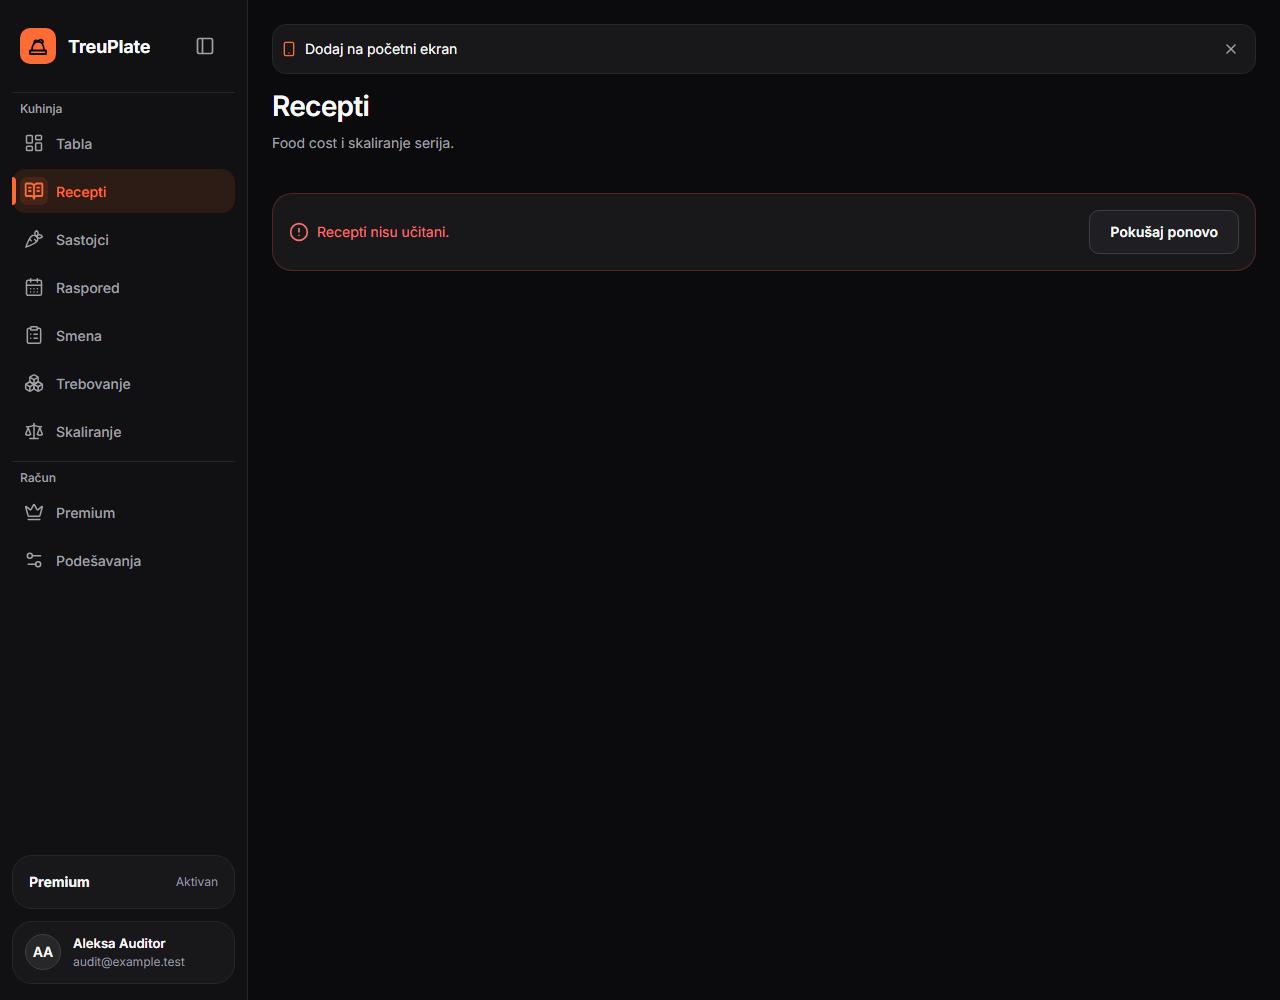 TreuPlate
Kuhinja
Tabla
Recepti
Sastojci
Raspored
Smena
Trebovanje
Skaliranje
Račun
Premium
Podešavanja
Premium Aktivan
AA
Aleksa Auditor
audit@example.test
Dodaj na početni ekran
Recepti
Food cost i skaliranje serija.
Recepti nisu učitani.
Pokušaj ponovo